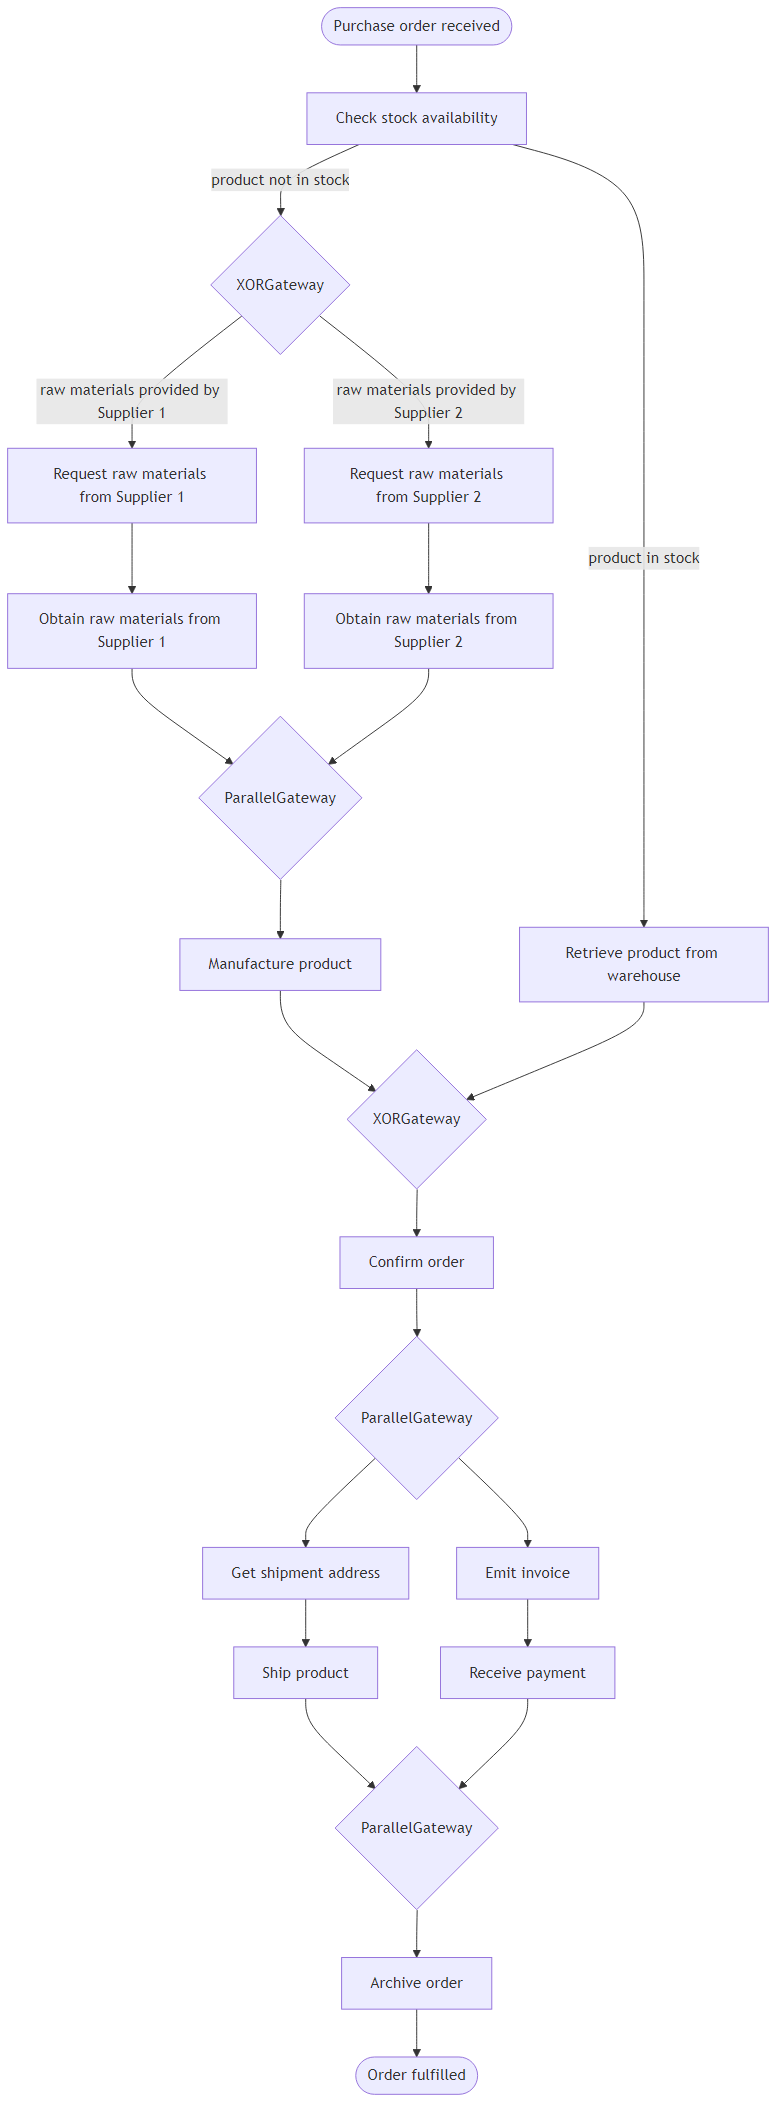 Purchase order received
Check stock availability
product not in stock
XORGateway
raw materials provided by
Supplier 1
raw materials provided by
Supplier 2
Request raw materials
from Supplier 1
Request raw materials
from Supplier 2
product in stock
Obtain raw materials from
Supplier 1
Obtain raw materials from
Supplier 2
ParallelGateway
Manufacture product
Retrieve product from
warehouse
XORGateway
Confirm order
ParallelGateway
Get shipment address
Emit invoice
Ship product
Receive payment
ParallelGateway
Archive order
Order fulfilled